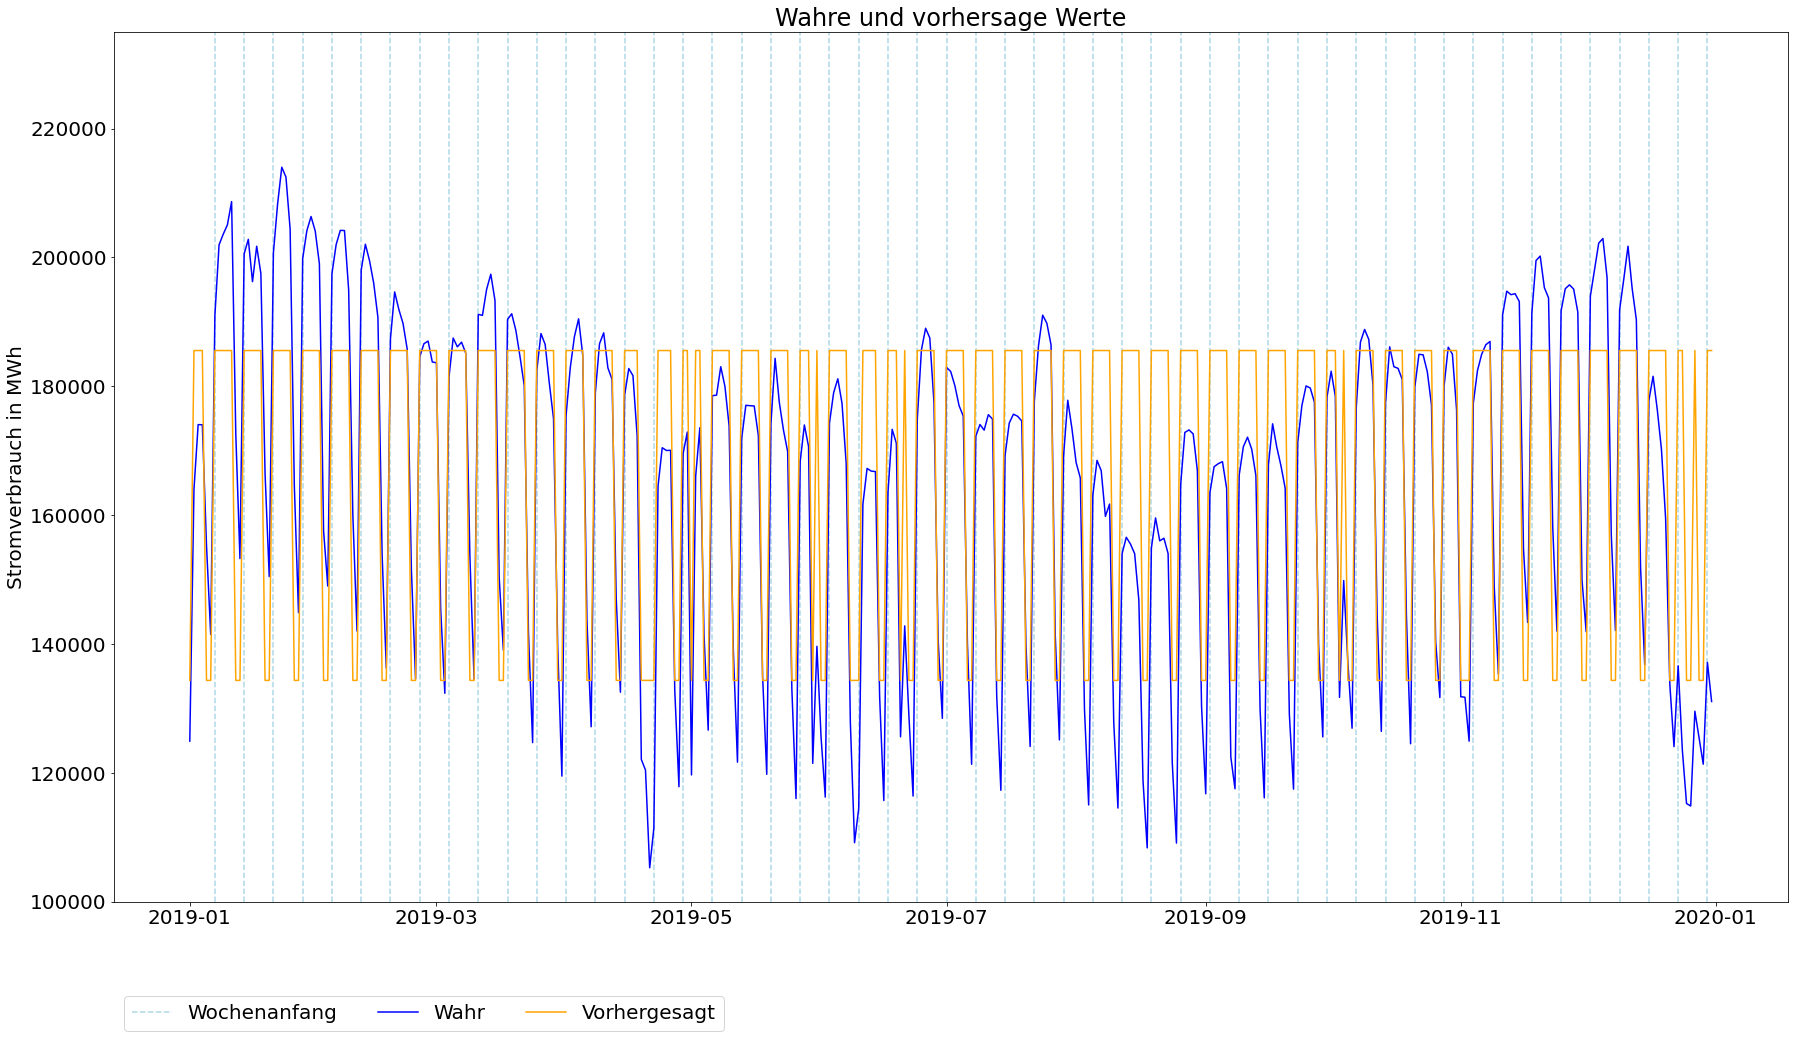 Wahre und vorhersage Werte
Stromverbrauch in MWh
220000
200000
180000
160000
140000
120000
100000
2019-01 2019-03 2019-05 2019-07 2019-09 2019-11 2020-01
Wochenanfang Wahr Vorhergesagt